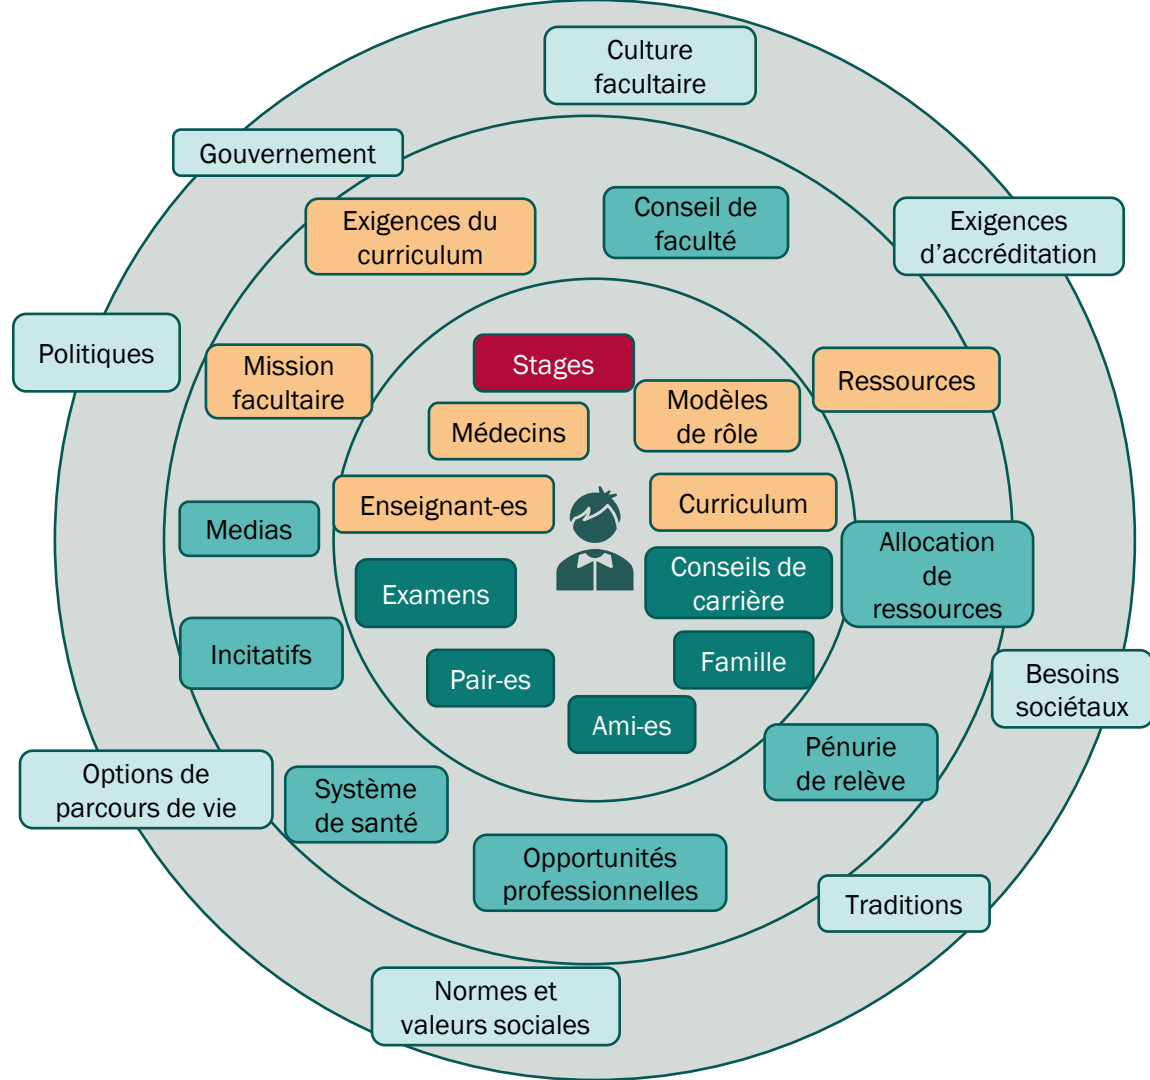 Culture
facultaire
Gouvernement
Exigences du
curriculum
Conseil de
faculté
Exigences
d’accréditation
Politiques
Mission
facultaire
Stages
Modèles
de rôle
Ressources
Médecins
Enseignant-es
Curriculum
Medias
Allocation
de
ressources
Examens
Conseils de
carrière
Incitatifs
Pair-es
Famille
Besoins
sociétaux
Ami-es
Options de
parcours de vie
Système
de santé
Pénurie
de relève
Opportunités
professionnelles
Traditions
Normes et
valeurs sociales